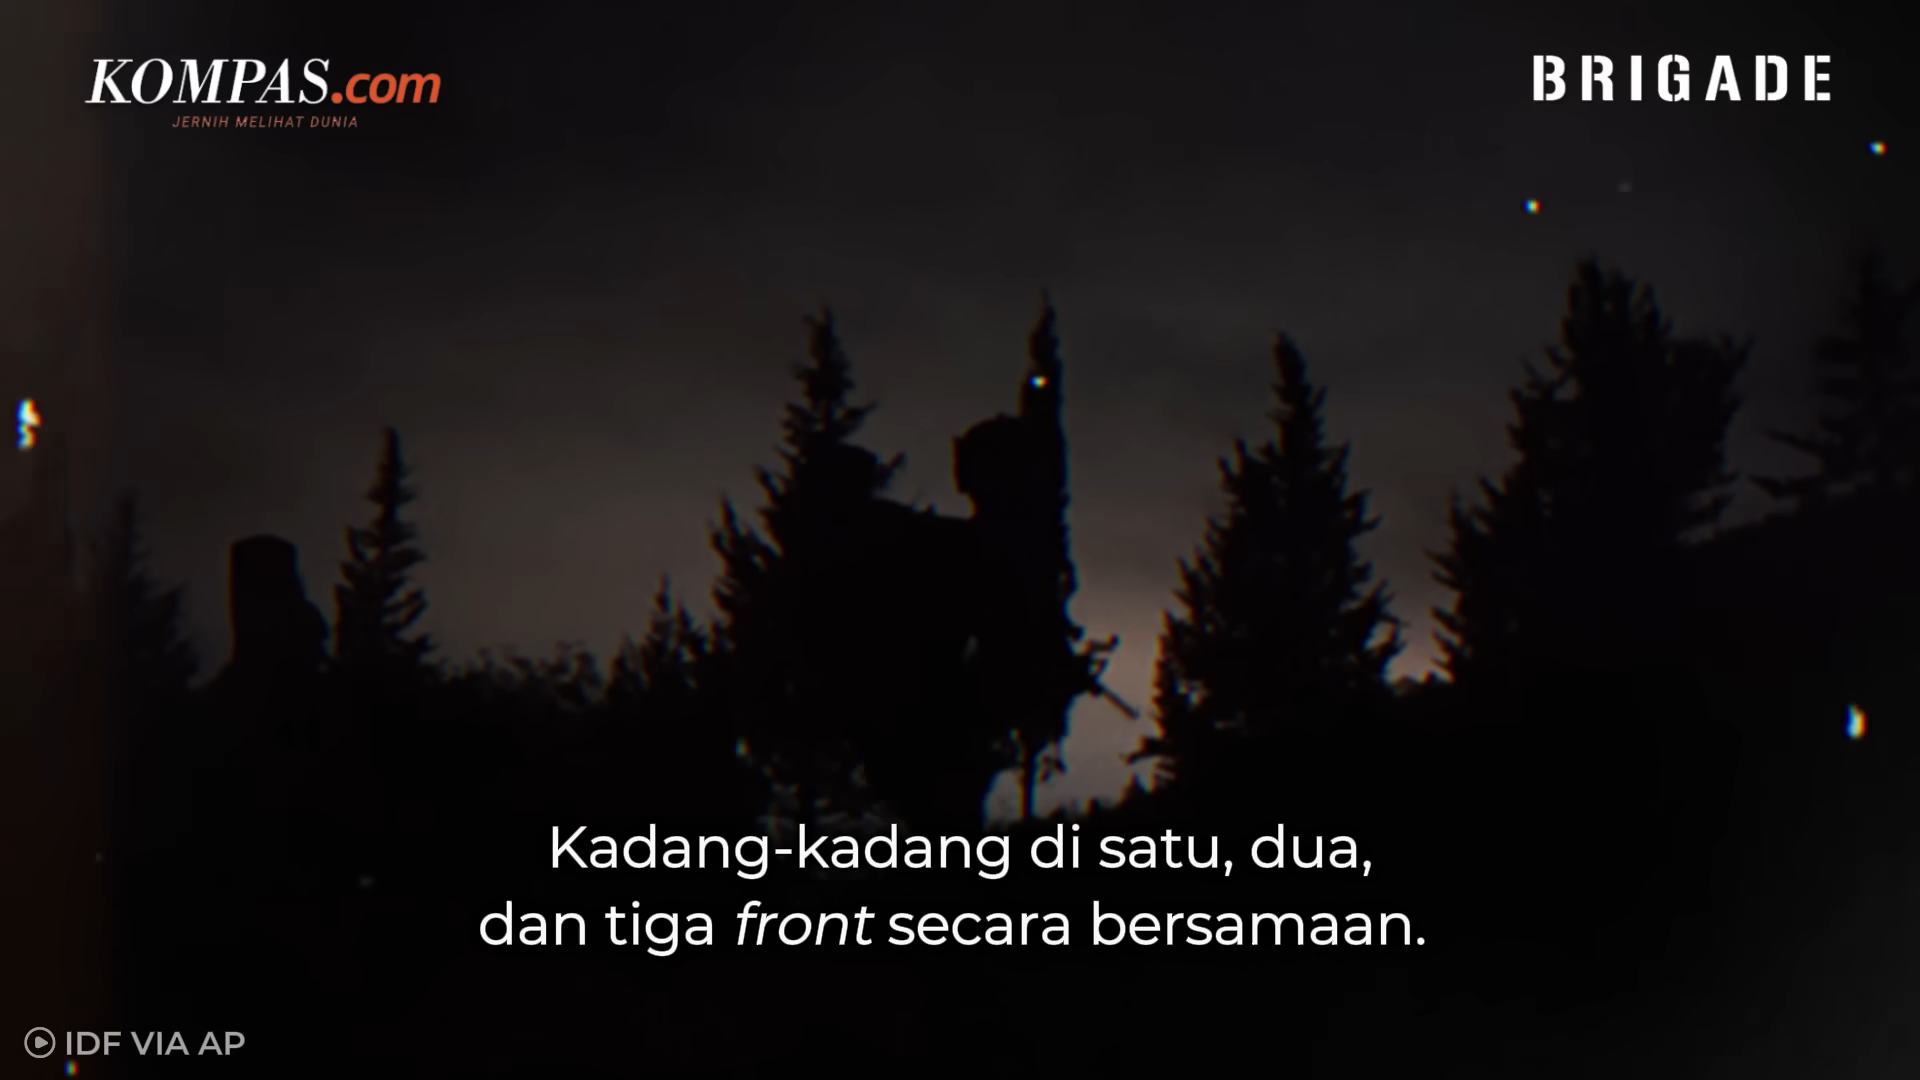 KOMPAS.com
JERNIH MELIHAT DUNIA
BRIGADE
Kadang-kadang di satu, dua,
dan tiga front secara bersamaan.
IDF VIA AP